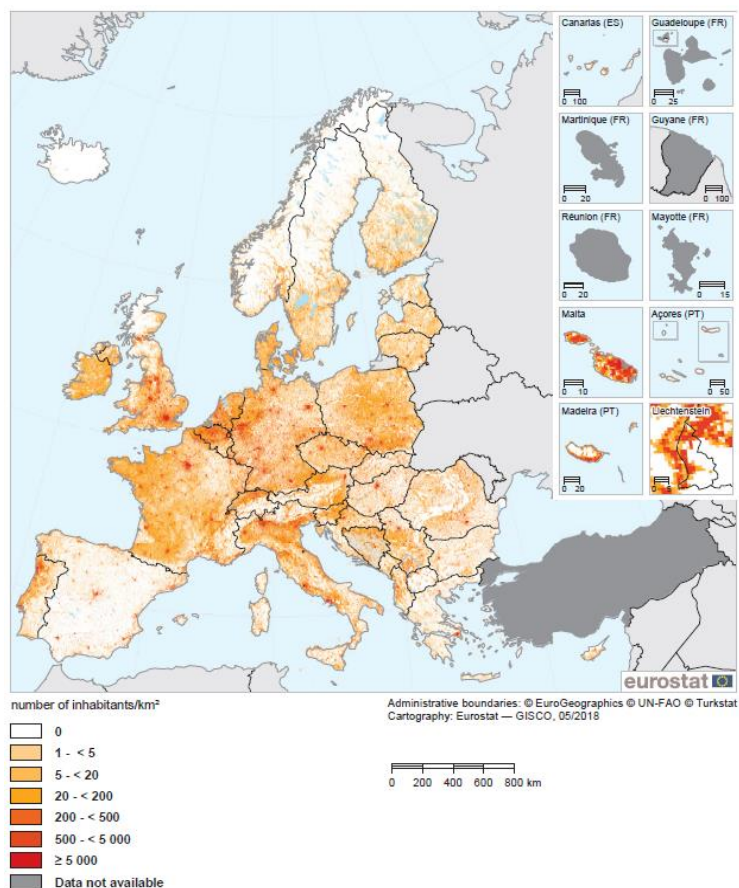 Canarias (ES)
0 100
Guadeloupe (FR)
0 25
Martinique (FR)
0 20
Guyane (FR)
0 100
Réunion (FR)
0 20
Mayotte (FR)
0 15
Malta
0 10
Açores (PT)
0 50
Madeira (PT)
0 20
Liechtenstein
0 5
eurostat
number of inhabitants/km²
0
1 - < 5
5 - < 20
20 - < 200
200 - < 500
500 - < 5 000
≥ 5 000
Data not available
Administrative boundaries: © EuroGeographics © UN-FAO © Turkstat
Cartography: Eurostat — GISCO, 05/2018
0 200 400 600 800 km